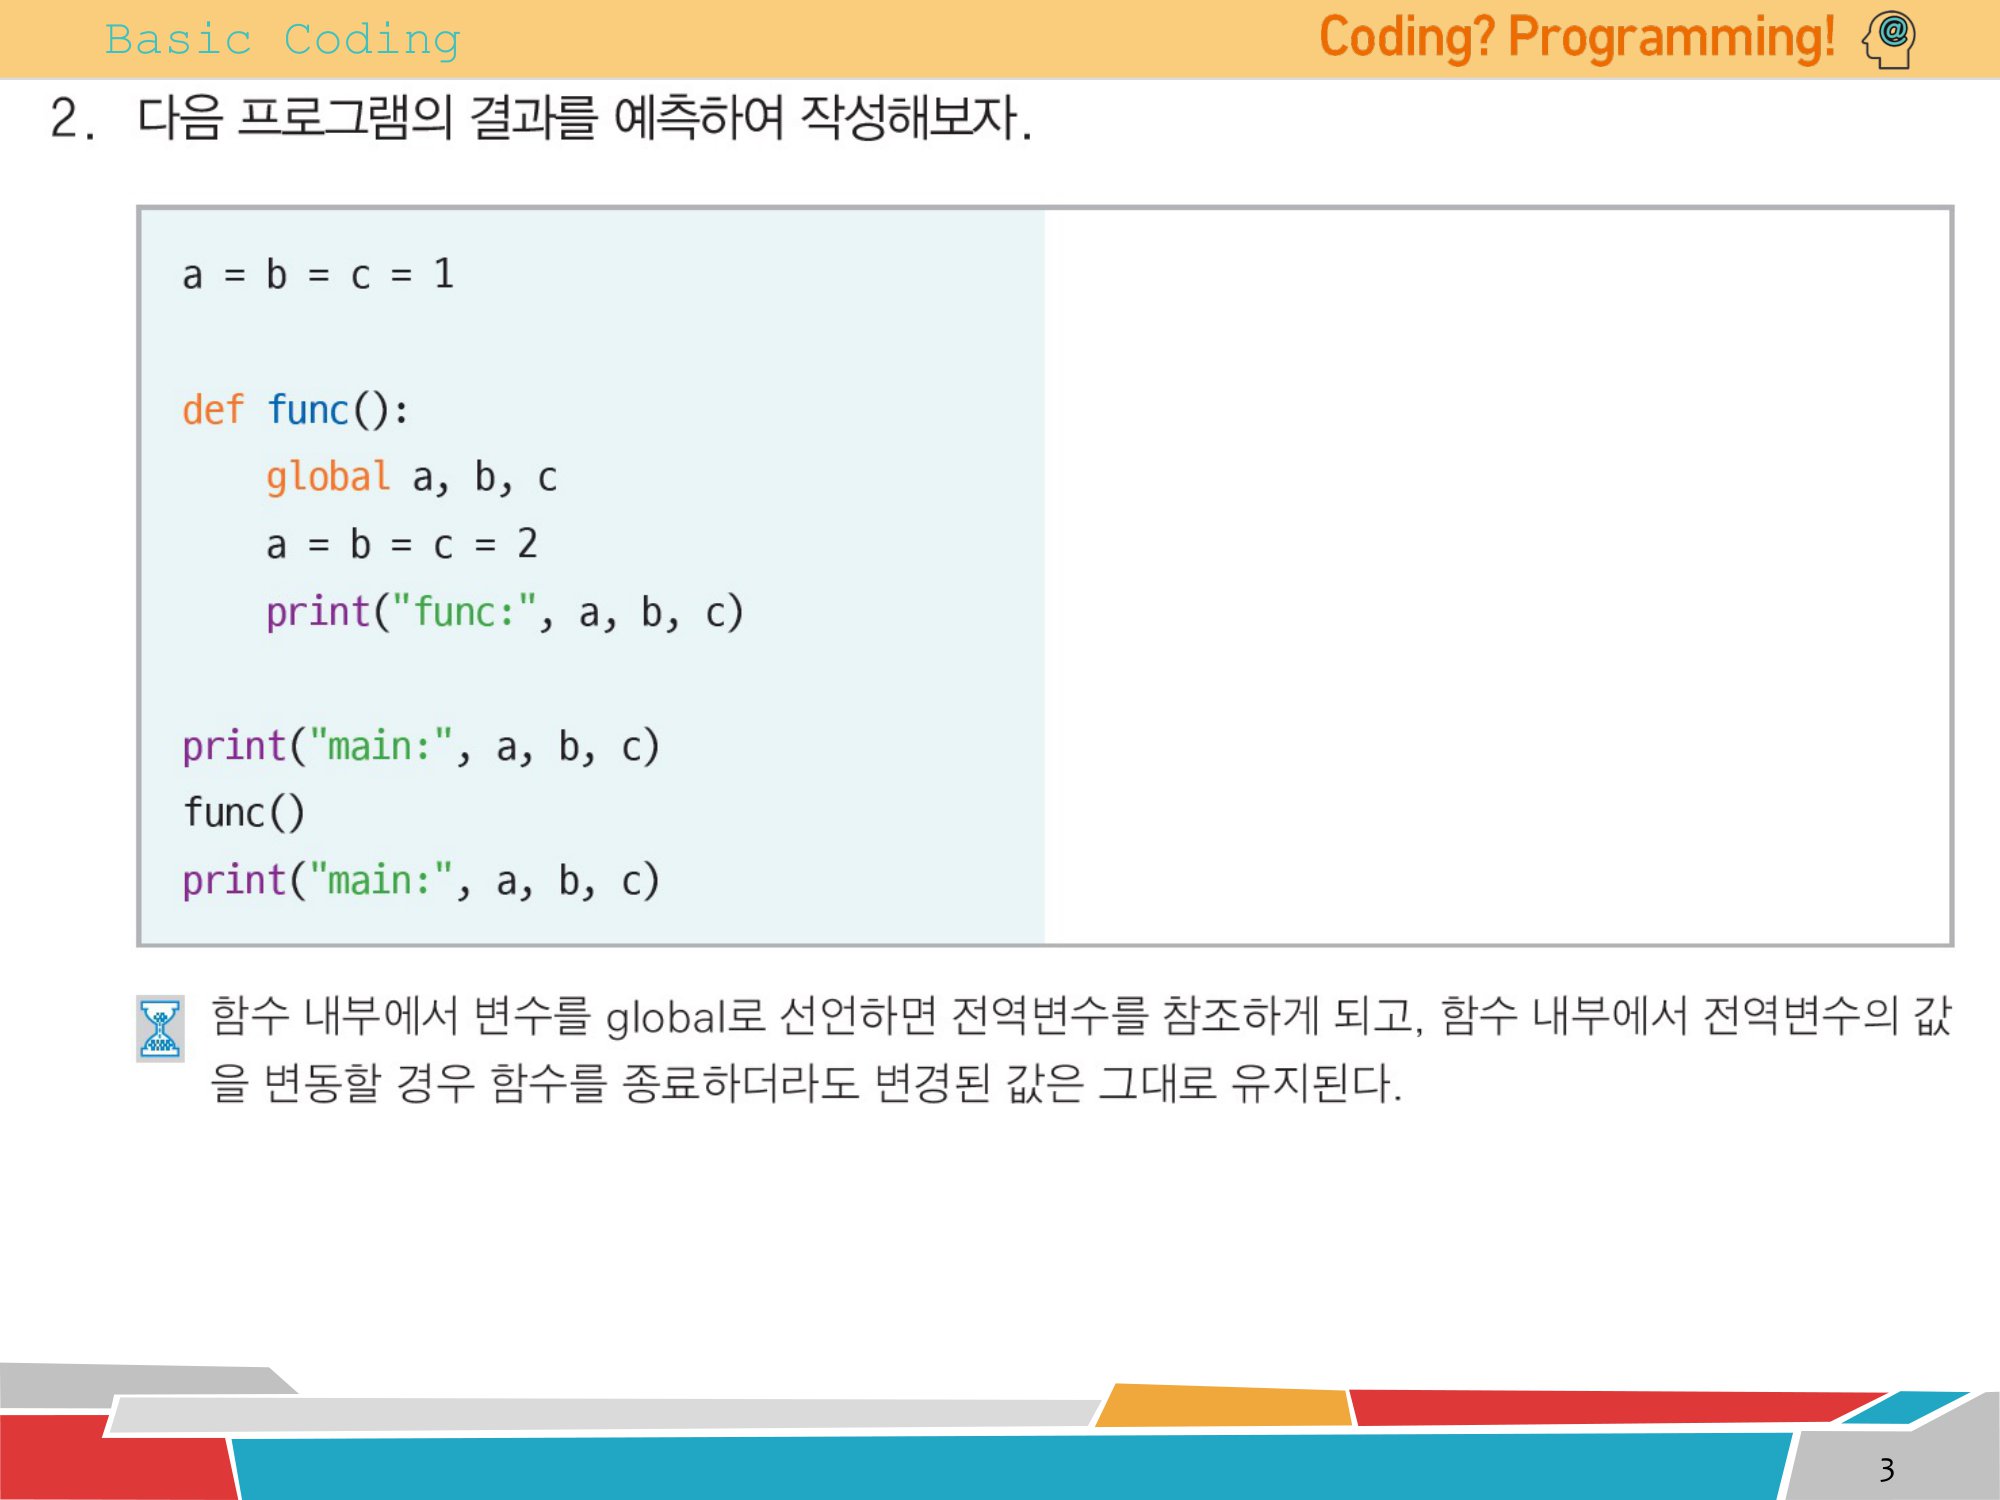 Basic Coding
Coding? Programming!
2. 다음 프로그램의 결과를 예측하여 작성해보자.
a = b = c = 1
def func():
    global a, b, c
    a = b = c = 2
    print("func:", a, b, c)
print("main:", a, b, c)
func()
print("main:", a, b, c)
함수 내부에서 변수를 global로 선언하면 전역변수를 참조하게 되고, 함수 내부에서 전역변수의 값
을 변동할 경우 함수를 종료하더라도 변경된 값은 그대로 유지된다.
3